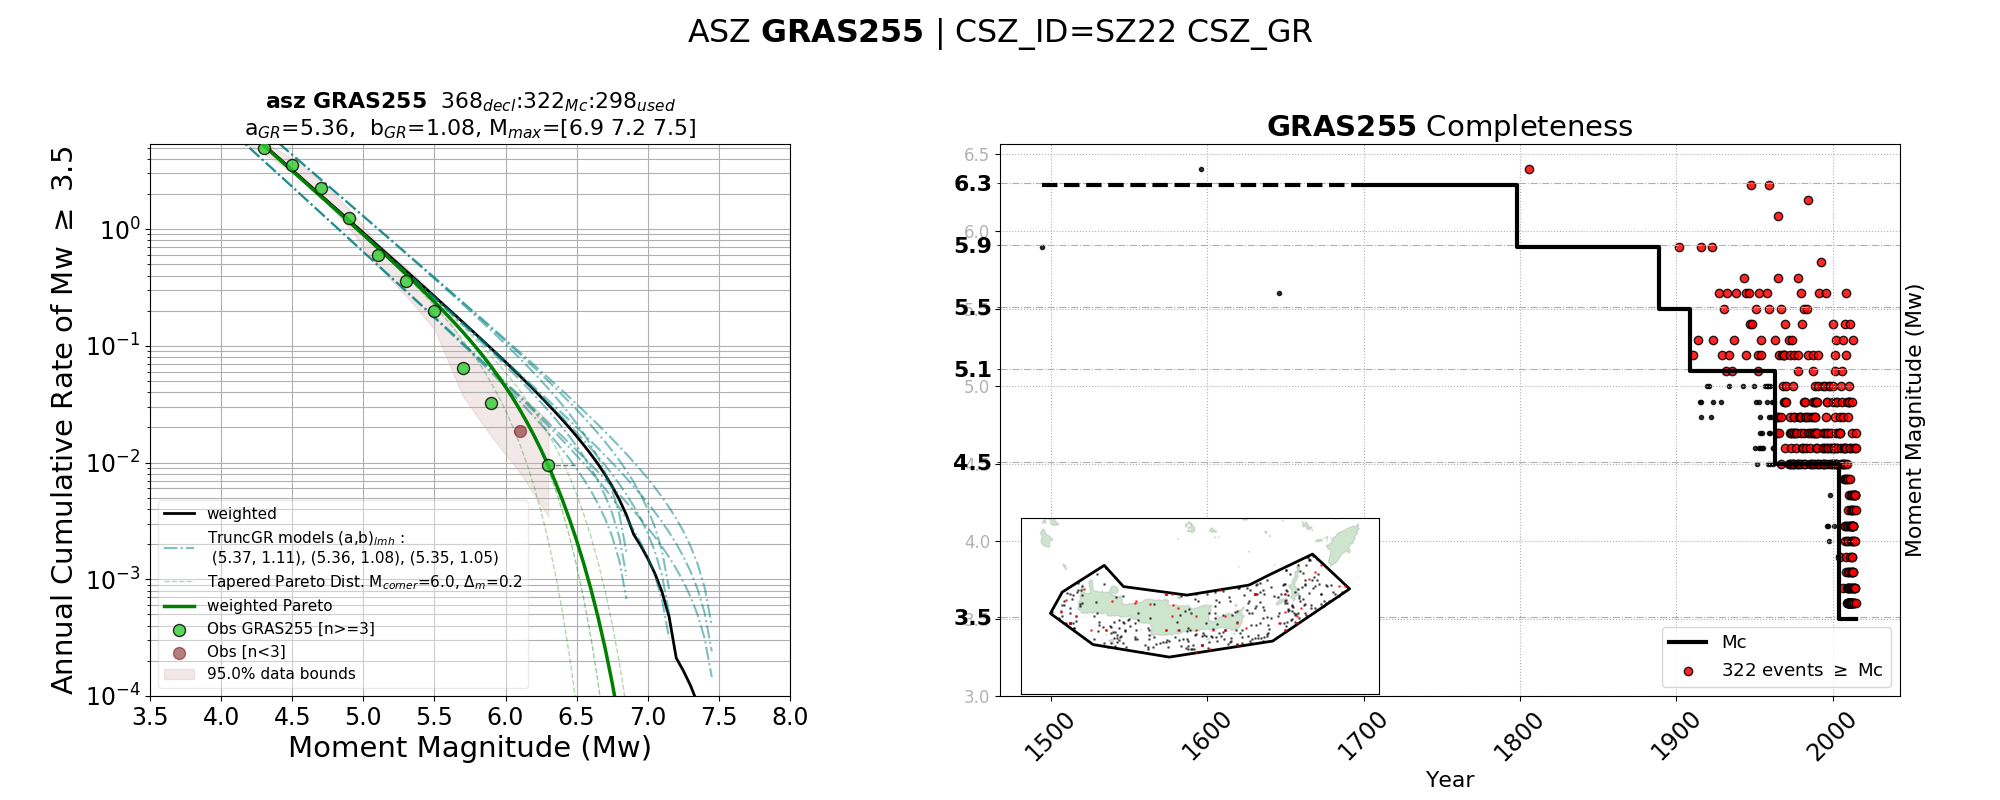 ASZ GRAS255 | CSZ_ID=SZ22 CSZ_GR
asz GRAS255 368decl:322Mc:298used
aGR=5.36, bGR=1.08, Mmax=[6.9 7.2 7.5]
Annual Cumulative Rate of Mw ≥ 3.5
10^0
10^-1
10^-2
10^-3
10^-4
weighted
TruncGR models (a,b)lmh :
(5.37, 1.11), (5.36, 1.08), (5.35, 1.05)
Tapered Pareto Dist. Mcorner=6.0, Δm=0.2
weighted Pareto
Obs GRAS255 [n>=3]
Obs [n<3]
95.0% data bounds
3.5 4.0 4.5 5.0 5.5 6.0 6.5 7.0 7.5 8.0
Moment Magnitude (Mw)
GRAS255 Completeness
6.5
6.3
6.0
5.9
5.5
5.1
5.0
4.5
4.0
3.5
3.0
Moment Magnitude (Mw)
Mc
322 events ≥ Mc
1500 1600 1700 1800 1900 2000
Year